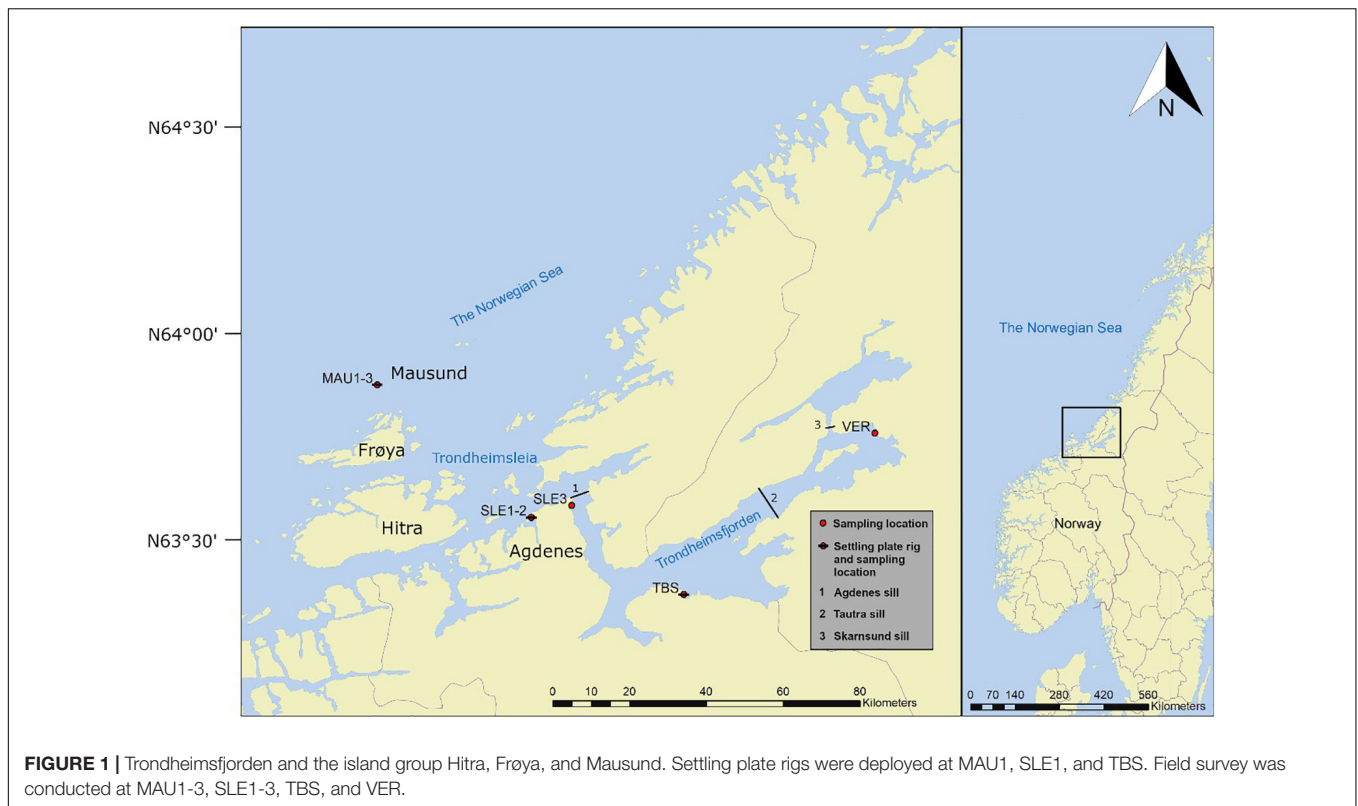 N64°30'
N64°00'
N63°30'
The Norwegian Sea
MAU1-3
Mausund
Frøya
Trondheimsleia
Hitra
SLE1-2
SLE3
1
Agdenes
TBS
Trondheimsfjorden
2
3
VER
Sampling location
Settling plate rig
and sampling
location
1 Agdenes sill
2 Tautra sill
3 Skarnsund sill
0 10 20 40 60 80
Kilometers
N
The Norwegian Sea
Norway
0 70 140 280 420 560
Kilometers
FIGURE 1 | Trondheimsfjorden and the island group Hitra, Frøya, and Mausund. Settling plate rigs were deployed at MAU1, SLE1, and TBS. Field survey was
conducted at MAU1-3, SLE1-3, TBS, and VER.